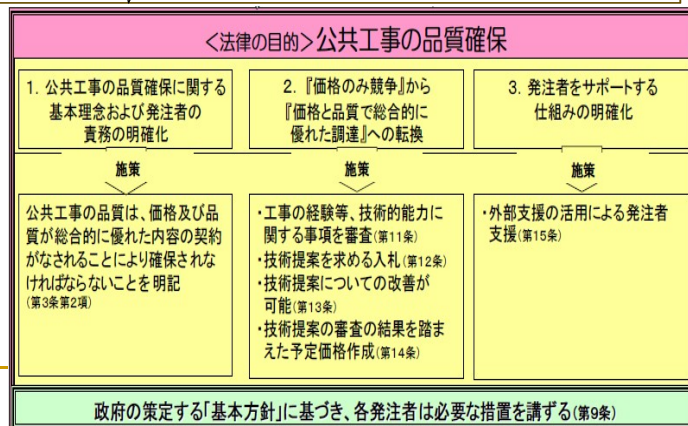 <法律の目的>公共工事の品質確保
1. 公共工事の品質確保に関する
基本理念および発注者の
責務の明確化
2. 『価格のみ競争』から
『価格と品質で総合的に
優れた調達』への転換
3. 発注者をサポートする
仕組みの明確化
施策
施策
施策
公共工事の品質は、価格及び品
質が総合的に優れた内容の契約
がなされることにより確保されな
ければならないことを明記
(第3条第2項)
・工事の経験等、技術的能力に
関する事項を審査(第11条)
・技術提案を求める入札(第12条)
・技術提案についての改善が
可能(第13条)
・技術提案の審査の結果を踏ま
えた予定価格作成(第14条)
・外部支援の活用による発注者
支援(第15条)
政府の策定する「基本方針」に基づき、各発注者は必要な措置を講ずる(第9条)